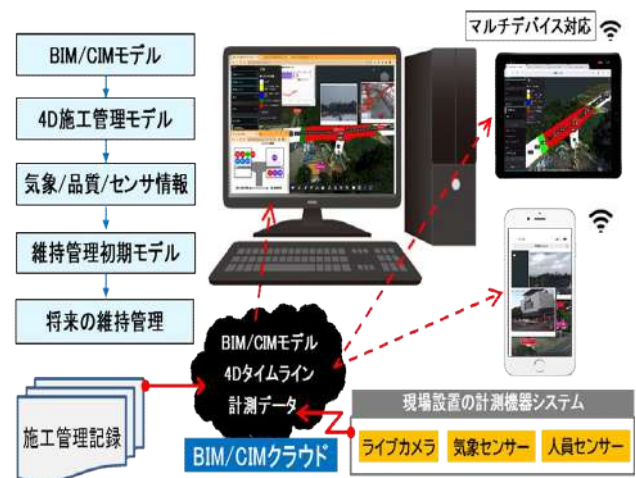 マルチデバイス対応
BIM/CIMモデル
4D施工管理モデル
気象/品質/センサ情報
維持管理初期モデル
将来の維持管理
BIM/CIMモデル
4Dタイムライン
計測データ
施工管理記録
BIM/CIMクラウド
現場設置の計測機器システム
ライブカメラ
気象センサー
人員センサー